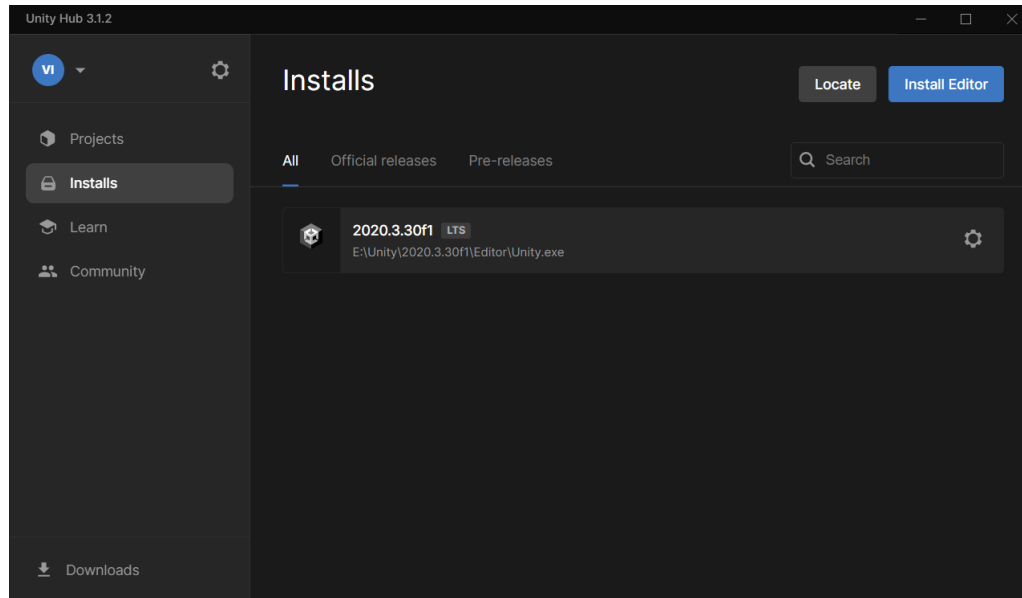 Unity Hub 3.1.2
VI
Projects
Installs
Learn
Community
Downloads
Installs
Locate
Install Editor
All
Official releases
Pre-releases
Search
2020.3.30f1 LTS
E:\Unity\2020.3.30f1\Editor\Unity.exe